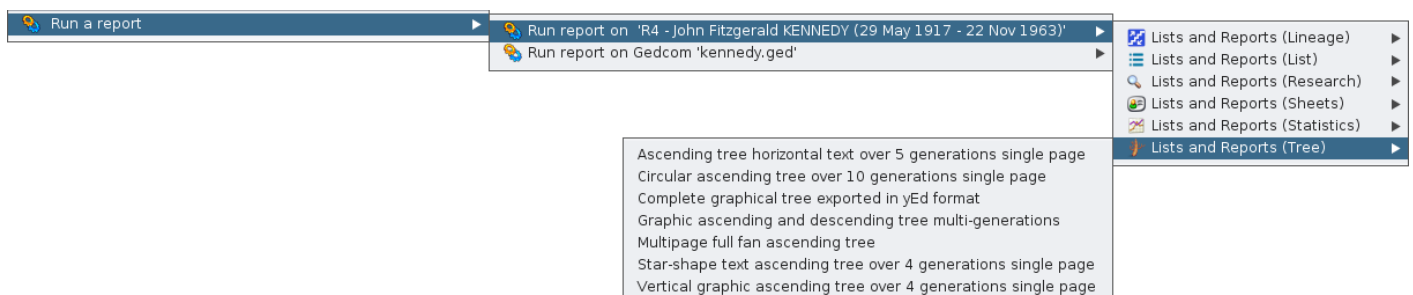 Run a report
Run report on 'R4 - John Fitzgerald KENNEDY (29 May 1917 - 22 Nov 1963)'
Run report on Gedcom 'kennedy.ged'
Lists and Reports (Lineage)
Lists and Reports (List)
Lists and Reports (Research)
Lists and Reports (Sheets)
Lists and Reports (Statistics)
Lists and Reports (Tree)
Ascending tree horizontal text over 5 generations single page
Circular ascending tree over 10 generations single page
Complete graphical tree exported in yEd format
Graphic ascending and descending tree multi-generations
Multipage full fan ascending tree
Star-shape text ascending tree over 4 generations single page
Vertical graphic ascending tree over 4 generations single page